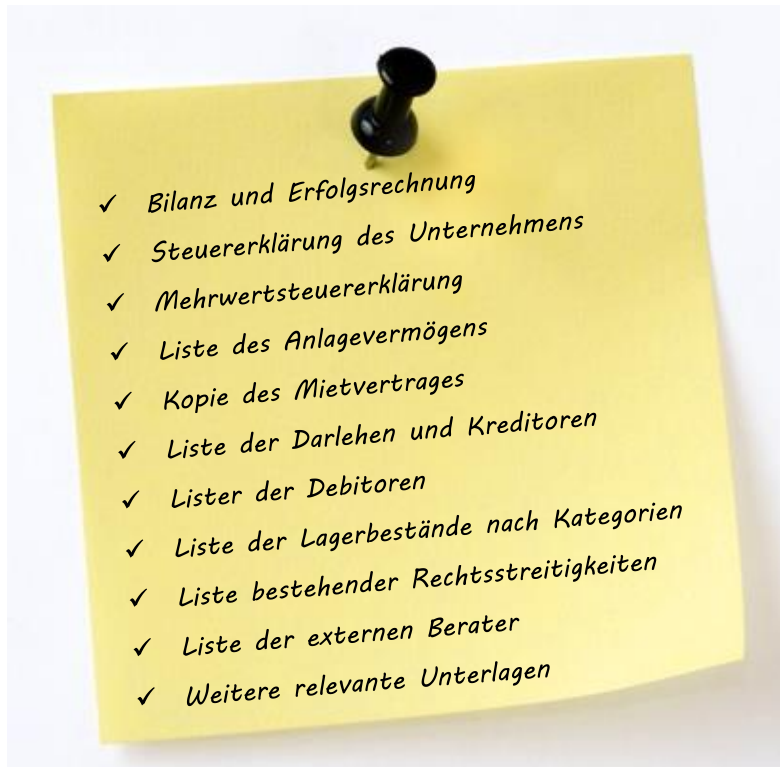 ✓ Bilanz und Erfolgsrechnung
✓ Steuererklärung des Unternehmens
✓ Mehrwertsteuererklärung
✓ Liste des Anlagevermögens
✓ Kopie des Mietvertrages
✓ Liste der Darlehen und Kreditoren
✓ Lister der Debitoren
✓ Liste der Lagerbestände nach Kategorien
✓ Liste bestehender Rechtsstreitigkeiten
✓ Liste der externen Berater
✓ Weitere relevante Unterlagen